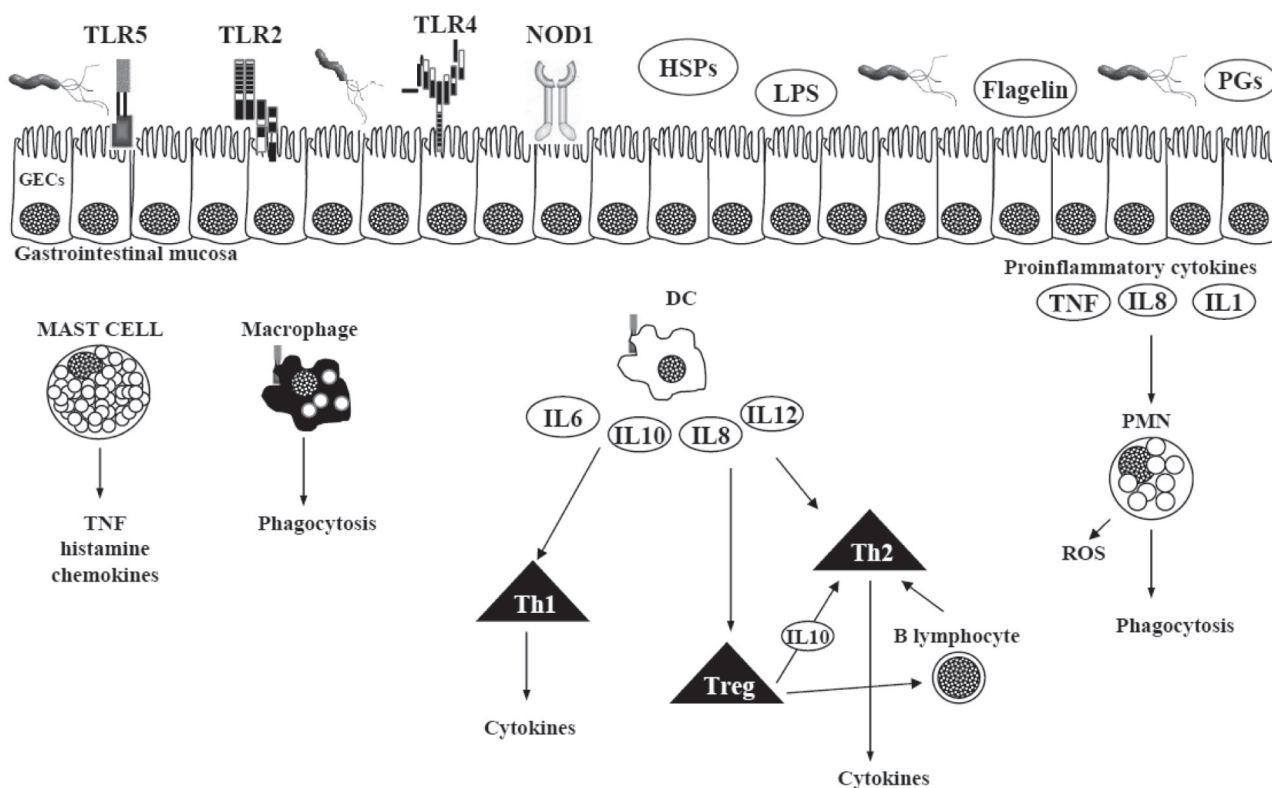 TLR5
TLR2
TLR4
NOD1
HSPs
LPS
Flagelin
PGs
GECs
Gastrointestinal mucosa
Proinflammatory cytokines
TNF
IL8
IL1
MAST CELL
Macrophage
DC
IL6
IL10
IL8
IL12
PMN
TNF
histamine
chemokines
Phagocytosis
Th1
Th2
ROS
Phagocytosis
IL10
B lymphocyte
Treg
Cytokines
Cytokines